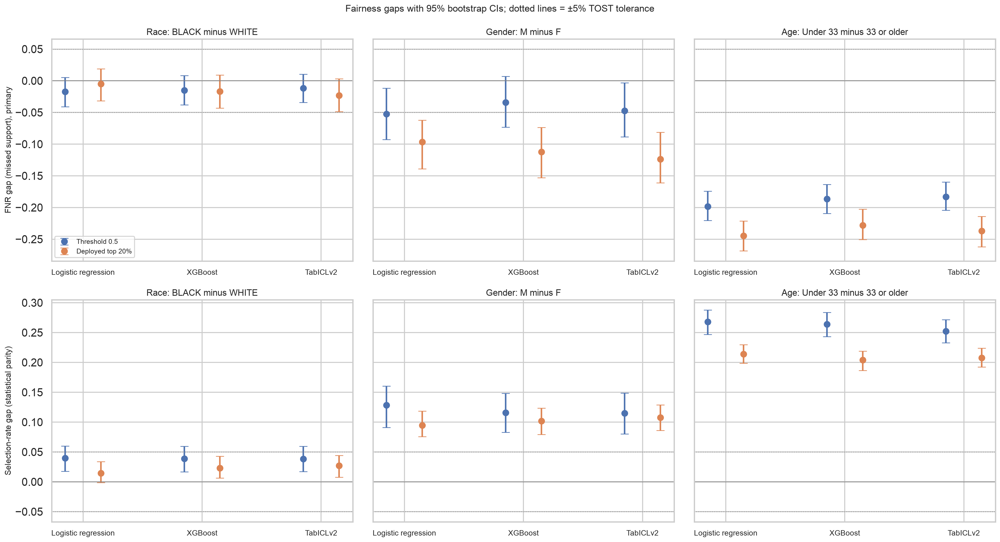 Fairness gaps with 95% bootstrap CIs; dotted lines = ±5% TOST tolerance
Race: BLACK minus WHITE
Gender: M minus F
Age: Under 33 minus 33 or older
FNR gap (missed support), primary
0.05
0.00
−0.05
−0.10
−0.15
−0.20
−0.25
Threshold 0.5
Deployed top 20%
Logistic regression
XGBoost
TabICLv2
Logistic regression
XGBoost
TabICLv2
Logistic regression
XGBoost
TabICLv2
Race: BLACK minus WHITE
Gender: M minus F
Age: Under 33 minus 33 or older
Selection-rate gap (statistical parity)
0.30
0.25
0.20
0.15
0.10
0.05
0.00
−0.05
Logistic regression
XGBoost
TabICLv2
Logistic regression
XGBoost
TabICLv2
Logistic regression
XGBoost
TabICLv2